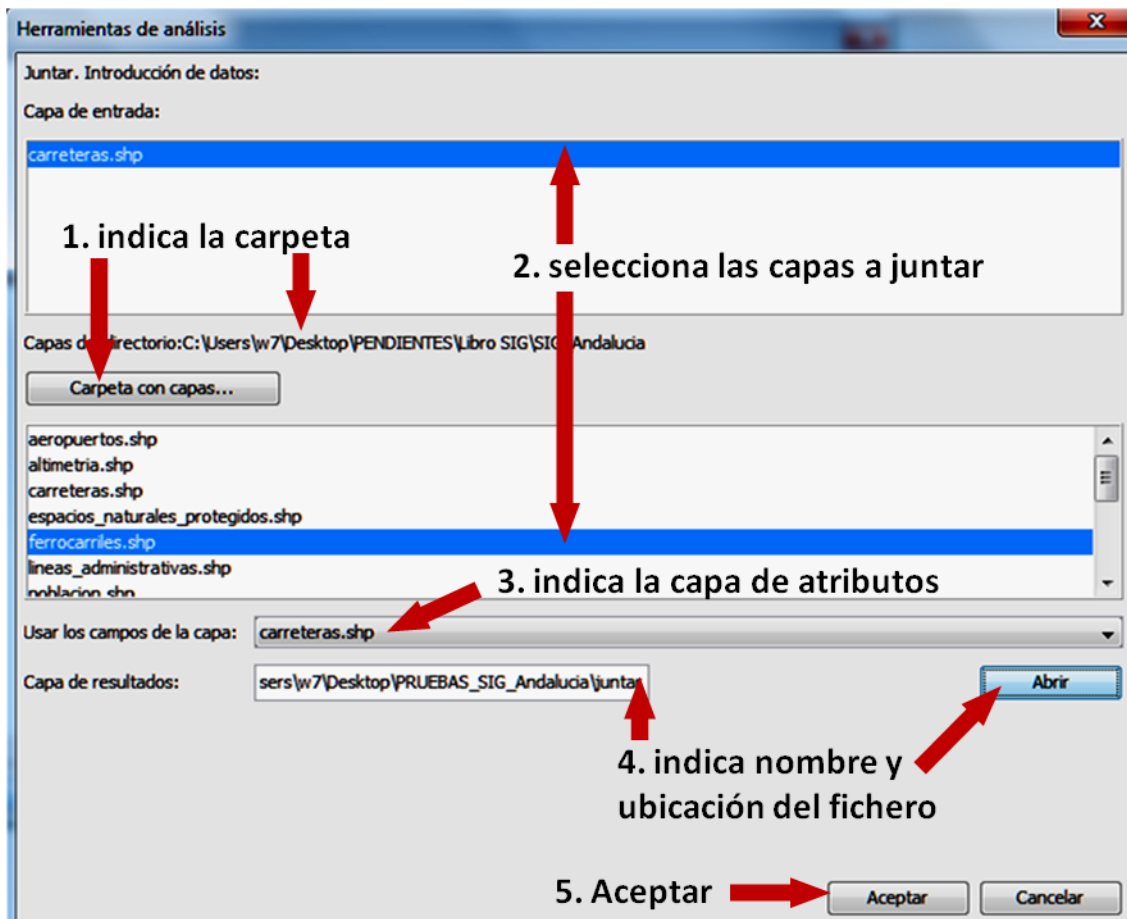 Herramientas de análisis
Juntar. Introducción de datos:
Capa de entrada:
carreteras.shp
1. indica la carpeta
2. selecciona las capas a juntar
Capas de directorio:C:\Users\w7\Desktop\PENDIENTES\Libro SIG\SIG_Andalucia
Carpeta con capas...
aeropuertos.shp
altimetria.shp
carreteras.shp
espacios_naturales_protegidos.shp
ferrocarriles.shp
lineas_administrativas.shp
poblacion.shp
3. indica la capa de atributos
Usar los campos de la capa: carreteras.shp
Capa de resultados: sers\w7\Desktop\PRUEBAS_SIG_Andalucia\juntar Abrir
4. indica nombre y
ubicación del fichero
5. Aceptar Aceptar Cancelar